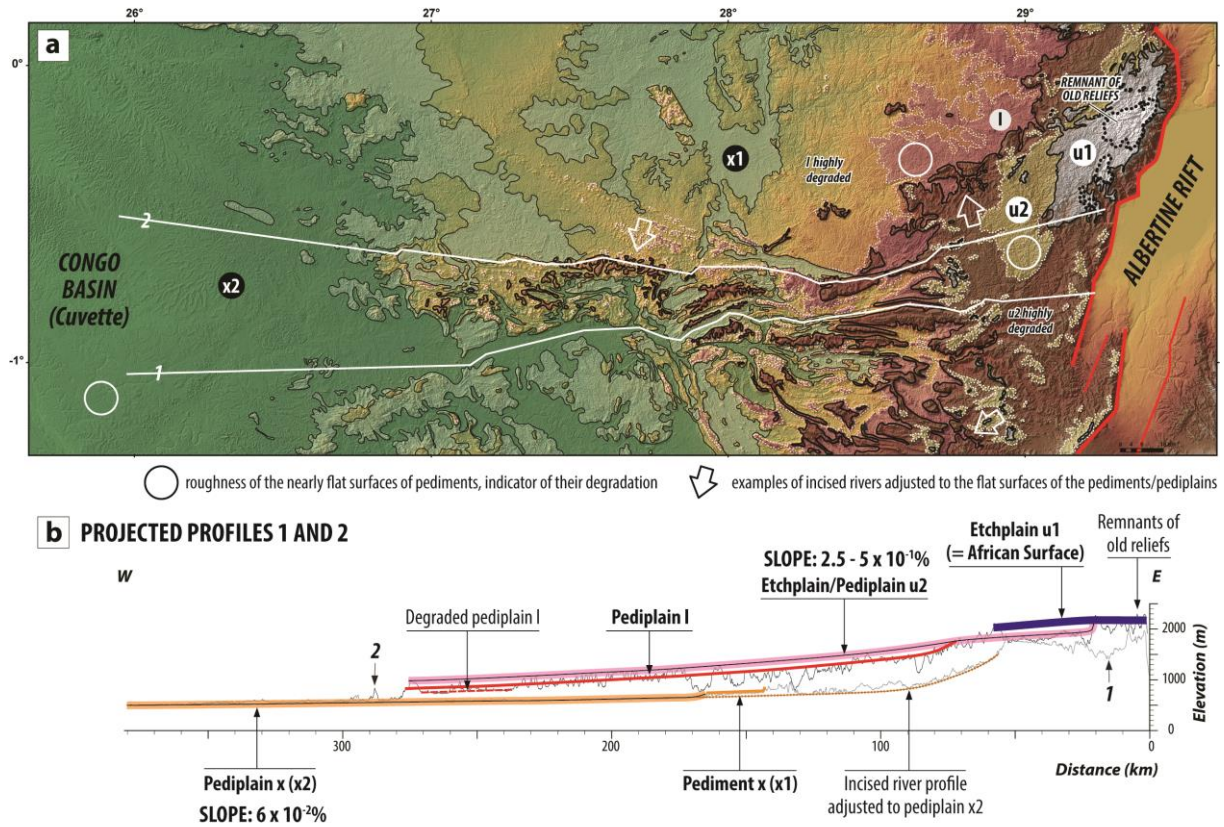 26°
27°
28°
29°
a
0°
-1°
REMNANT OF
OLD RELIEFS
I
x1
I highly
degraded
u1
u2
2
CONGO
BASIN
(Cuvette)
x2
u2 highly
degraded
ALBERTINE RIFT
1
I
roughness of the nearly flat surfaces of pediments, indicator of their degradation
examples of incised rivers adjusted to the flat surfaces of the pediments/pediplains
b PROJECTED PROFILES 1 AND 2
W
E
SLOPE: 2.5 - 5 x 10⁻¹%
Etchplain/Pediplain u2
Etchplain u1
(= African Surface)
Remnants of
old reliefs
Degraded pediplain I
Pediplain I
2
1
2000
1000
0
Elevation (m)
300
200
100
0
Distance (km)
Pediplain x (x2)
SLOPE: 6 x 10⁻²%
Pediment x (x1)
Incised river profile
adjusted to pediplain x2